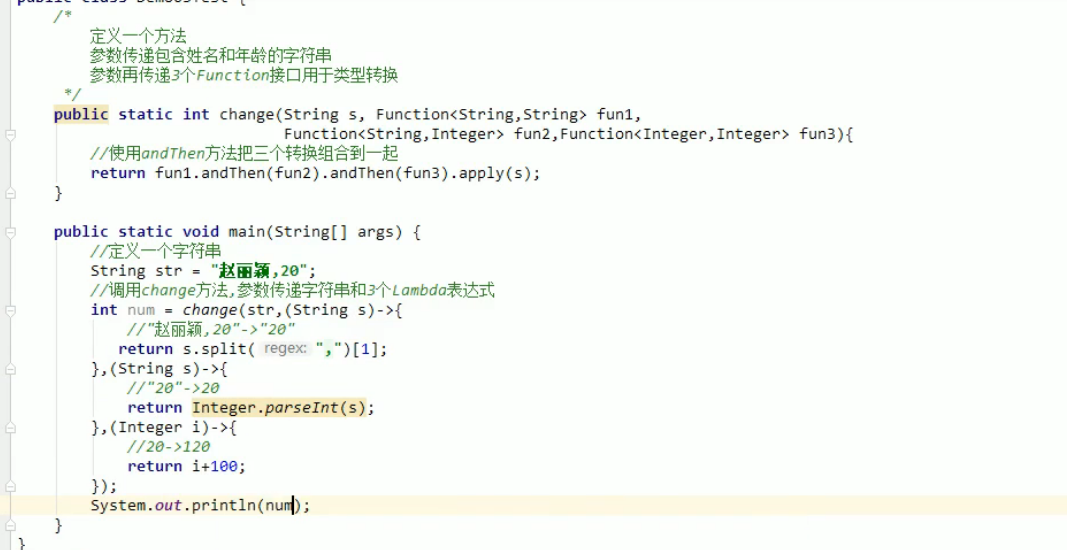 /*
定义一个方法
参数传递包含姓名和年龄的字符串
参数再传递3个Function接口用于类型转换
*/
public static int change(String s, Function<String,String> fun1,
Function<String,Integer> fun2,Function<Integer,Integer> fun3){
//使用andThen方法把三个转换组合到一起
return fun1.andThen(fun2).andThen(fun3).apply(s);
}
public static void main(String[] args) {
//定义一个字符串
String str = "赵丽颖,20";
//调用change方法,参数传递字符串和3个Lambda表达式
int num = change(str,(String s)->{
//"赵丽颖,20"->"20"
return s.split( regex: ",")[1];
},(String s)->{
//"20"->20
return Integer.parseInt(s);
},(Integer i)->{
//20->120
return i+100;
});
System.out.println(num);
}
}